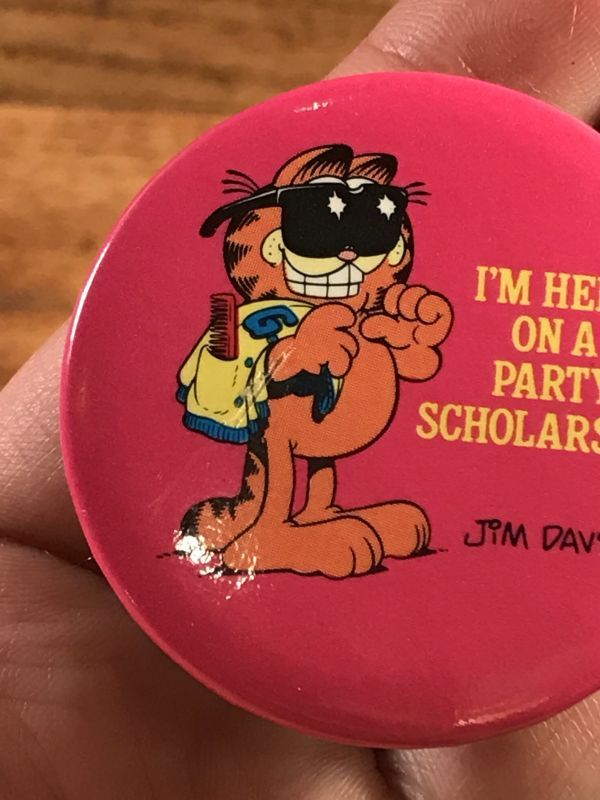 I'M HE
ON A
PARTY
SCHOLARS
JIM DAV
G